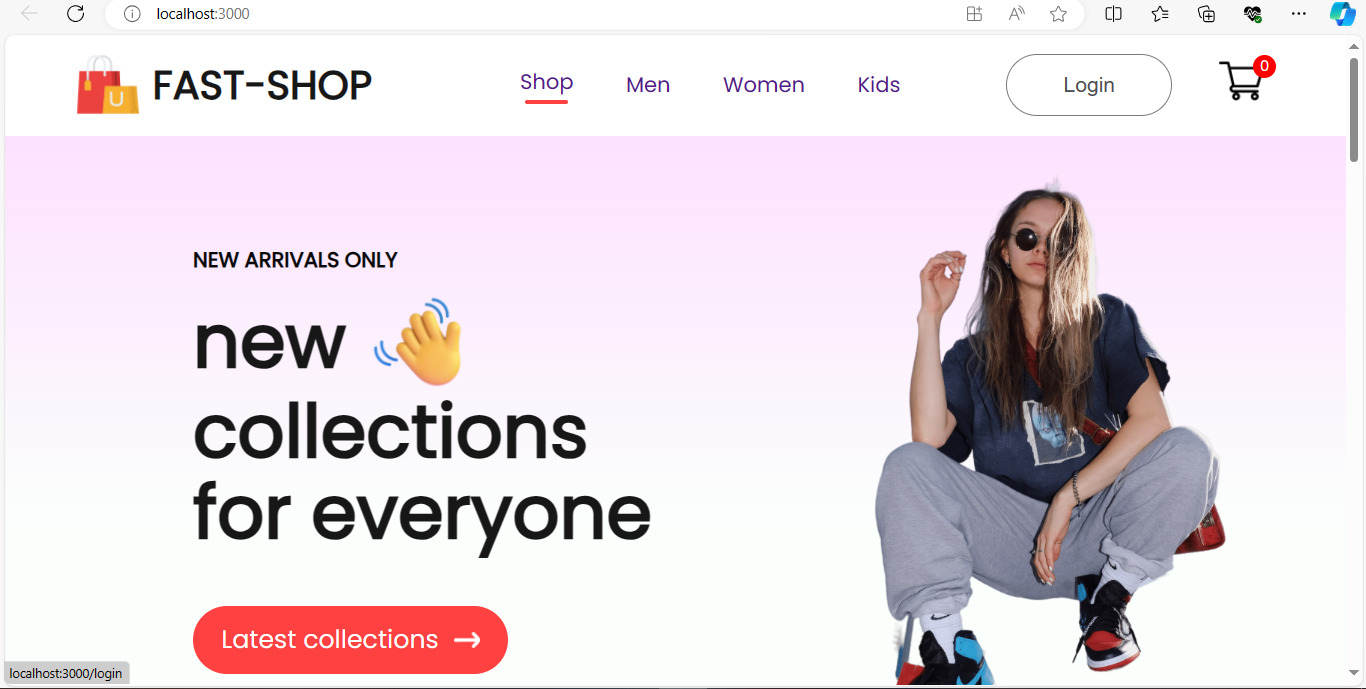 localhost:3000
FAST-SHOP
Shop Men Women Kids
Login
0
NEW ARRIVALS ONLY
new
collections
for everyone
Latest collections
localhost:3000/login